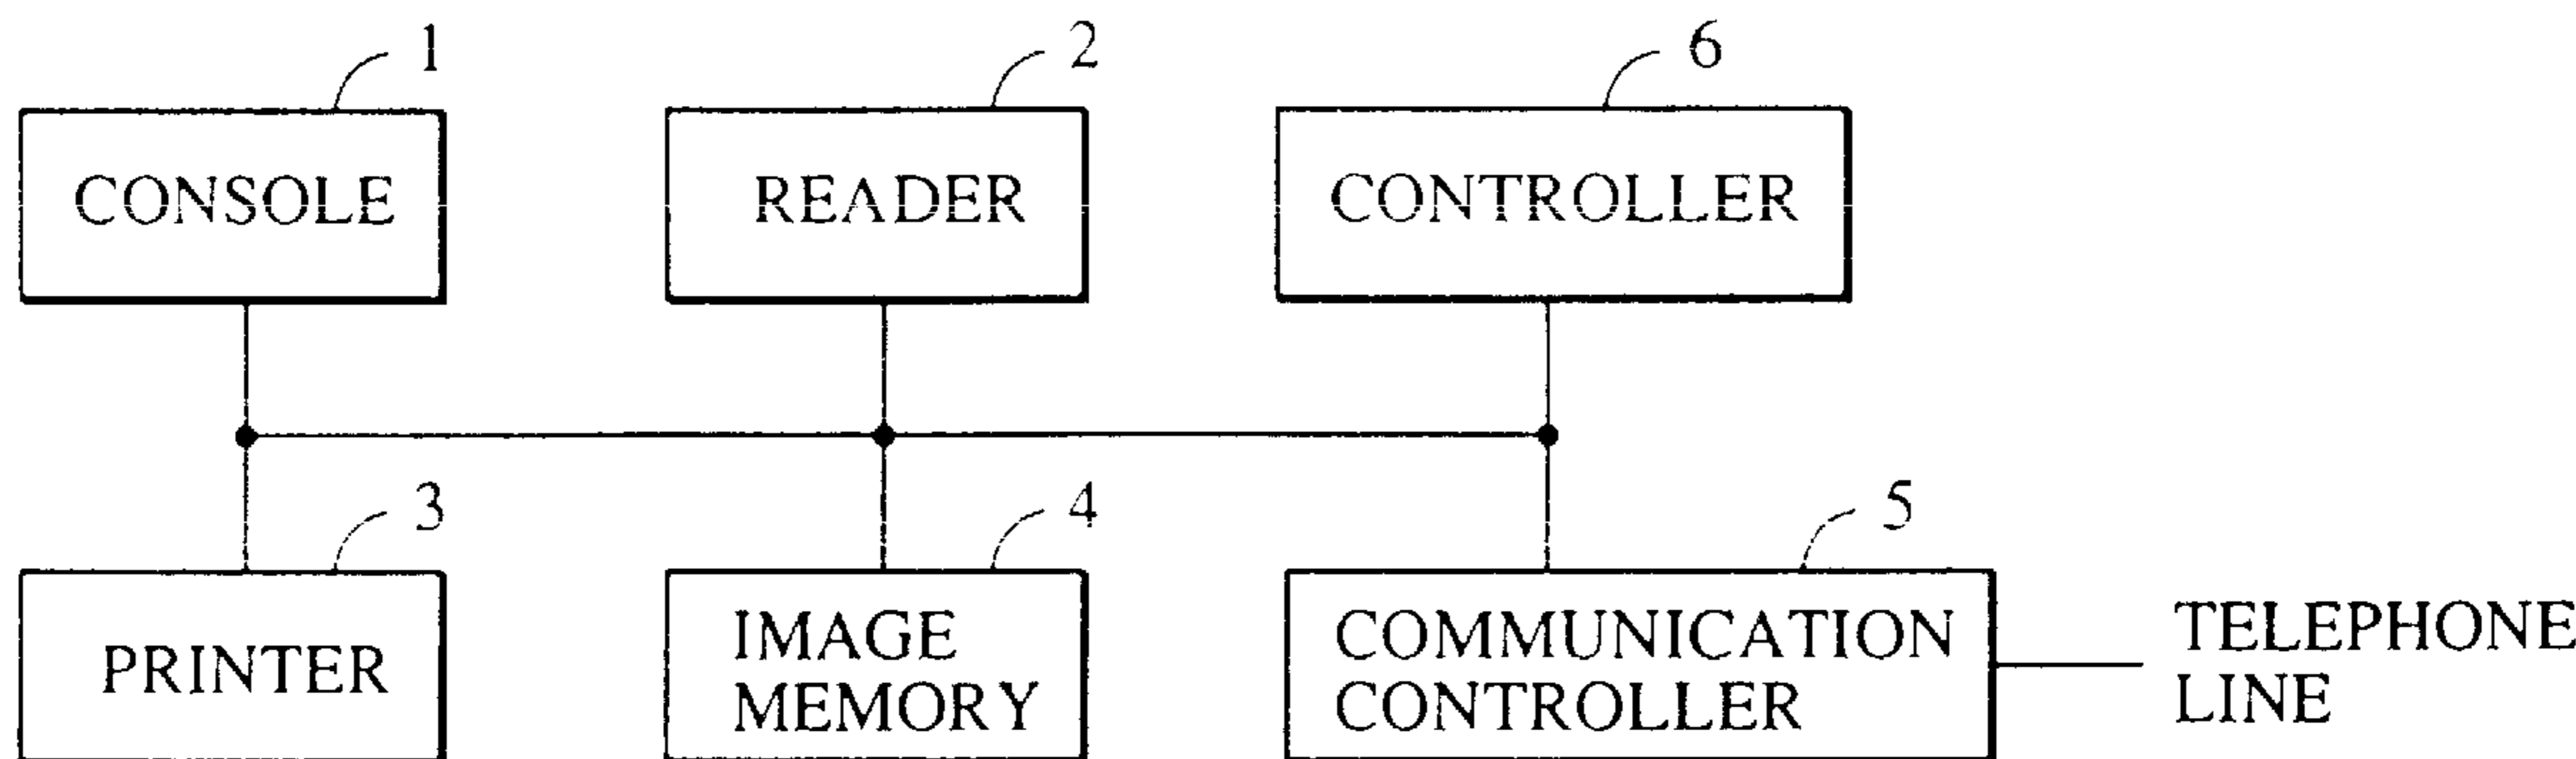 1
2
6
CONSOLE
READER
CONTROLLER
3
4
5
PRINTER
IMAGE
MEMORY
COMMUNICATION
CONTROLLER
TELEPHONE
LINE